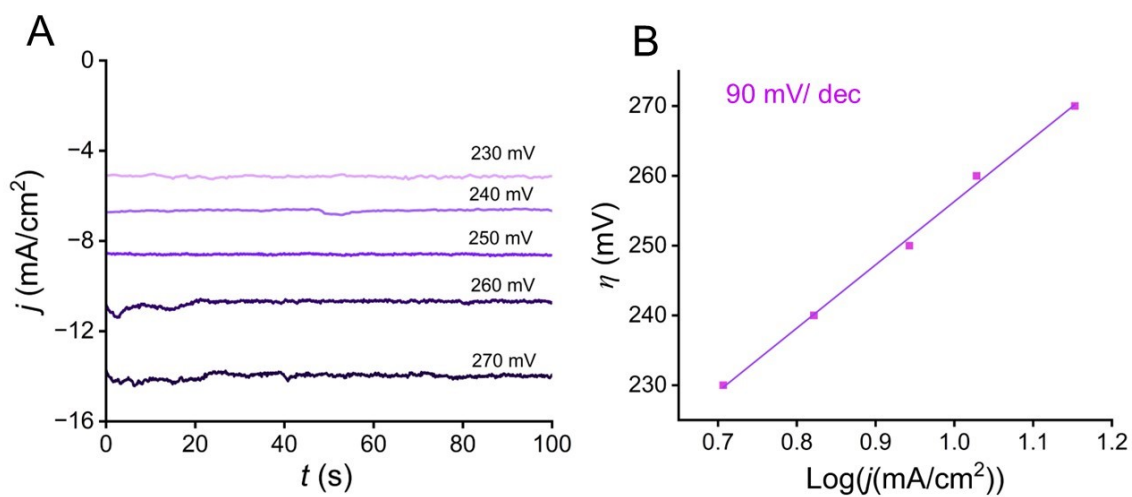 A
0
−4
−8
−12
−16
j (mA/cm²)
230 mV
240 mV
250 mV
260 mV
270 mV
0 20 40 60 80 100
t (s)
B
90 mV/ dec
270
260
250
240
230
η (mV)
0.7 0.8 0.9 1.0 1.1 1.2
Log(j(mA/cm²))